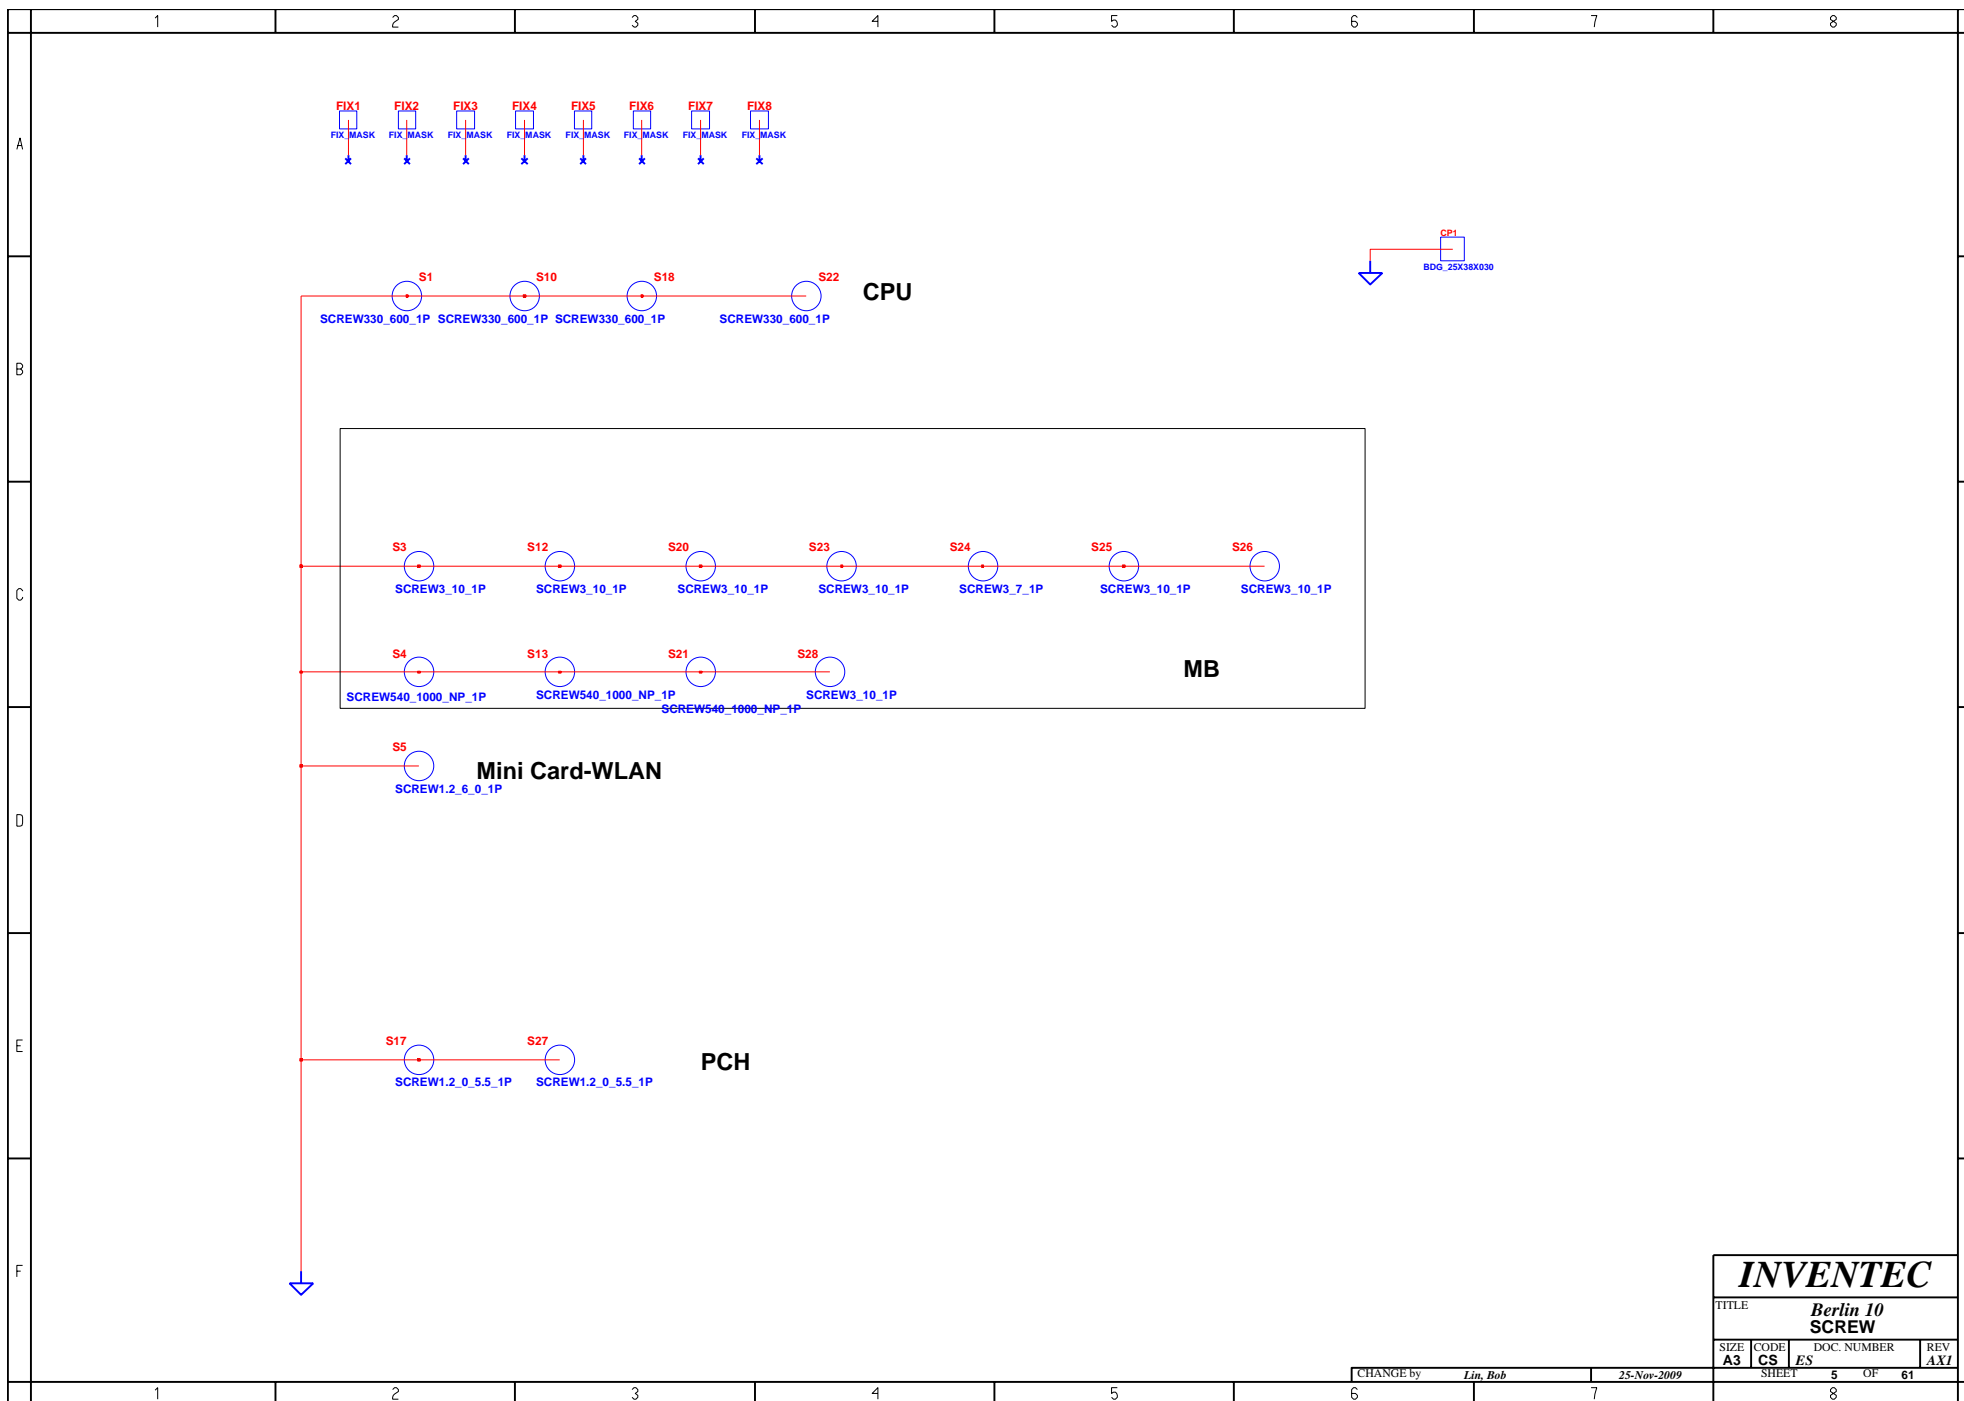 1 2 3 4 5 6 7 8
A
FIX1 FIX2 FIX3 FIX4 FIX5 FIX6 FIX7 FIX8
FIX_MASK FIX_MASK FIX_MASK FIX_MASK FIX_MASK FIX_MASK FIX_MASK FIX_MASK
CP1
BDG_25X38X030
S1 S10 S18 S22
CPU
SCREW330_600_1P SCREW330_600_1P SCREW330_600_1P SCREW330_600_1P
B
S3 S12 S20 S23 S24 S25 S26
SCREW3_10_1P SCREW3_10_1P SCREW3_10_1P SCREW3_10_1P SCREW3_7_1P SCREW3_10_1P SCREW3_10_1P
C
S4 S13 S21 S28
MB
SCREW540_1000_NP_1P SCREW540_1000_NP_1P SCREW540_1000_NP_1P SCREW3_10_1P
S5
Mini Card-WLAN
SCREW1.2_6_0_1P
D
E
S17 S27
PCH
SCREW1.2_0_5.5_1P SCREW1.2_0_5.5_1P
F
INVENTEC
TITLE
Berlin 10
SCREW
SIZE CODE DOC. NUMBER REV
A3 CS ES AX1
CHANGE by Lin, Bob 25-Nov-2009 SHEET 5 OF 61
1 2 3 4 5 6 7 8